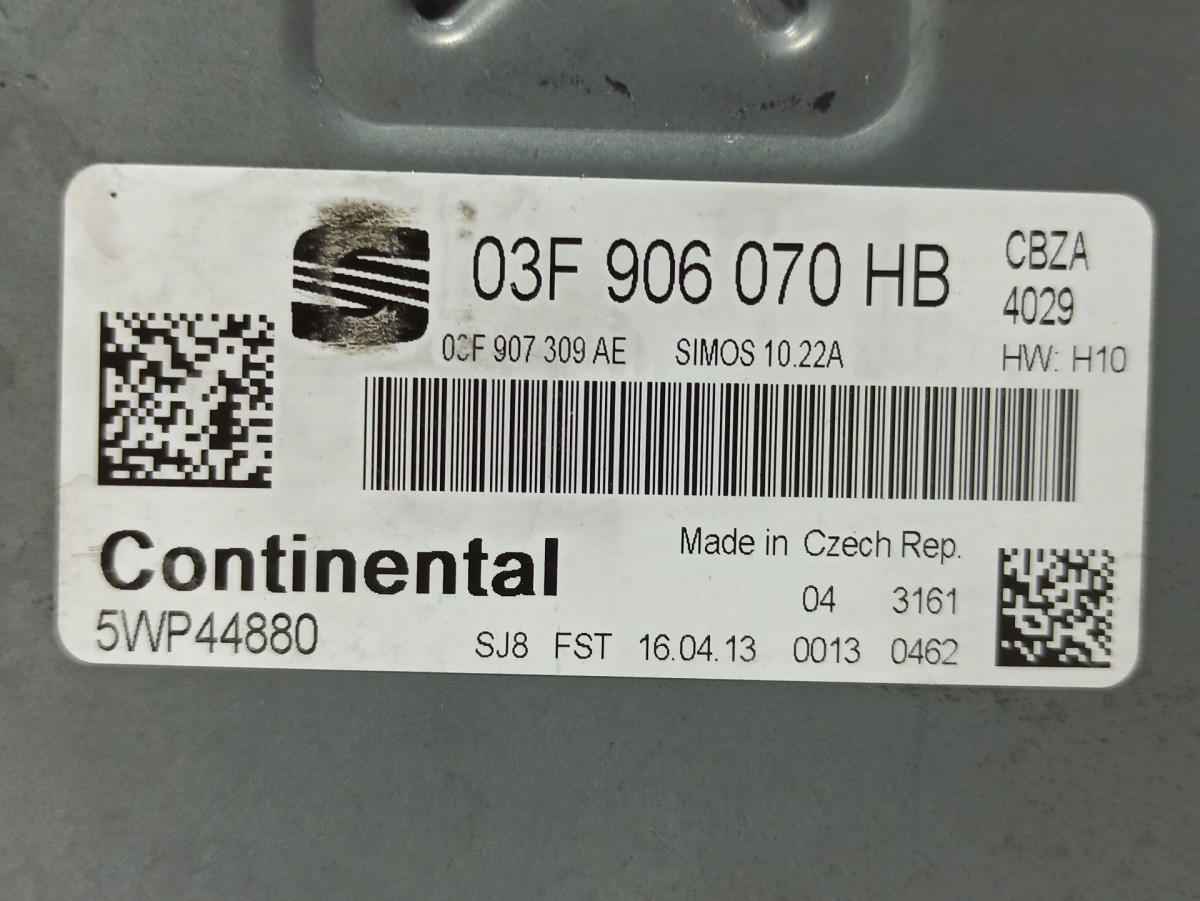 03F 906 070 HB
CBZA
4029
03F 907 309 AE SIMOS 10.22A
HW: H10
Continental
Made in Czech Rep.
04 3161
5WP44880
SJ8 FST 16.04.13 0013 0462